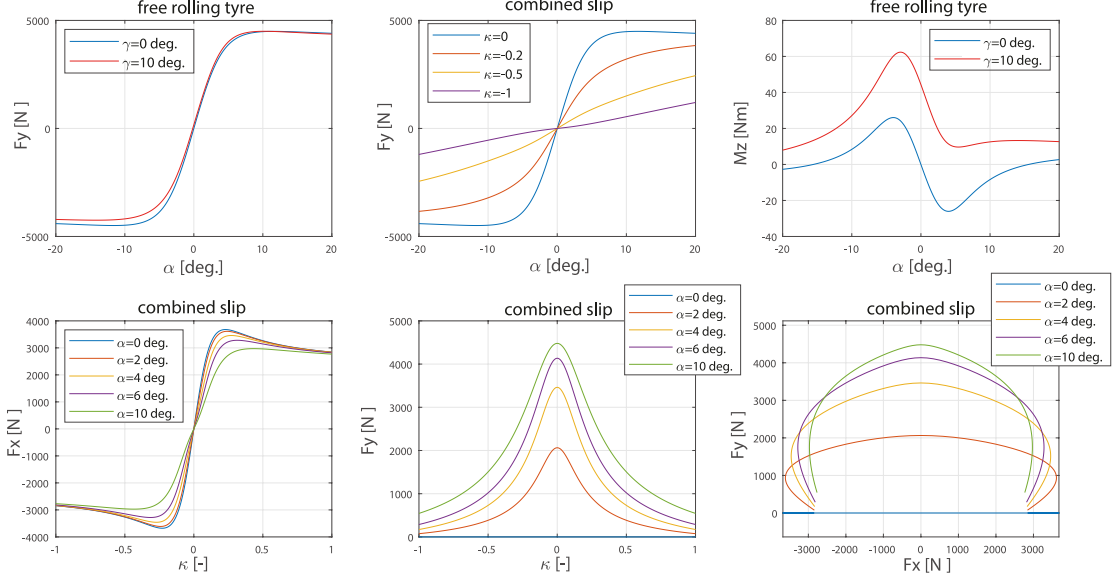 free rolling tyre
5000
0
-5000
Fy [N ]
γ=0 deg.
γ=10 deg.
-20 -10 0 10 20
α [deg.]
combined slip
5000
0
-5000
Fy [N ]
κ=0
κ=-0.2
κ=-0.5
κ=-1
-20 -10 0 10 20
α [deg.]
free rolling tyre
80
60
40
20
0
-20
-40
Mz [Nm]
γ=0 deg.
γ=10 deg.
-20 -10 0 10 20
α [deg.]
combined slip
4000
3000
2000
1000
0
-1000
-2000
-3000
-4000
Fx [N ]
α=0 deg.
α=2 deg.
α=4 deg
α=6 deg.
α=10 deg.
-1 -0.5 0 0.5 1
κ [-]
combined slip
5000
4000
3000
2000
1000
0
Fy [N ]
α=0 deg.
α=2 deg.
α=4 deg.
α=6 deg.
α=10 deg.
-1 -0.5 0 0.5 1
κ [-]
combined slip
5000
4000
3000
2000
1000
0
Fy [N ]
α=0 deg.
α=2 deg.
α=4 deg.
α=6 deg.
α=10 deg.
-3000 -2000 -1000 0 1000 2000 3000
Fx [N ]